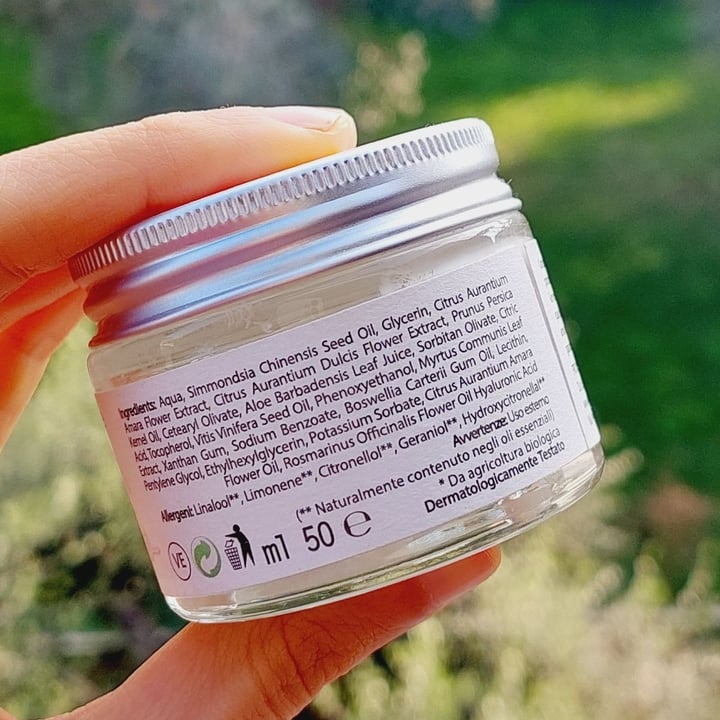 Ingredients: Aqua, Simmondsia Chinensis Seed Oil, Glycerin, Citrus Aurantium
Amara Flower Extract, Citrus Aurantium Dulcis Flower Extract, Prunus Persica
Kernel Oil, Cetearyl Olivate, Aloe Barbadensis Leaf Juice, Sorbitan Olivate, Citric
Acid, Tocopherol, Vitis Vinifera Seed Oil, Phenoxyethanol, Myrtus Communis Leaf
Extract, Xanthan Gum, Sodium Benzoate, Boswellia Carterii Gum Oil, Lecithin,
Pentylene Glycol, Ethylhexylglycerin, Potassium Sorbate, Citrus Aurantium Amara
Flower Oil, Rosmarinus Officinalis Flower Oil Hyaluronic Acid
Allergeni: Linalool**, Limonene**, Citronellol**, Geraniol**, Hydroxycitronellal**
Avvertenze: Uso esterno
(** Naturalmente contenuto negli oli essenziali)
* Da agricoltura biologica
Dermatologicamente Testato
VE m1 50 e